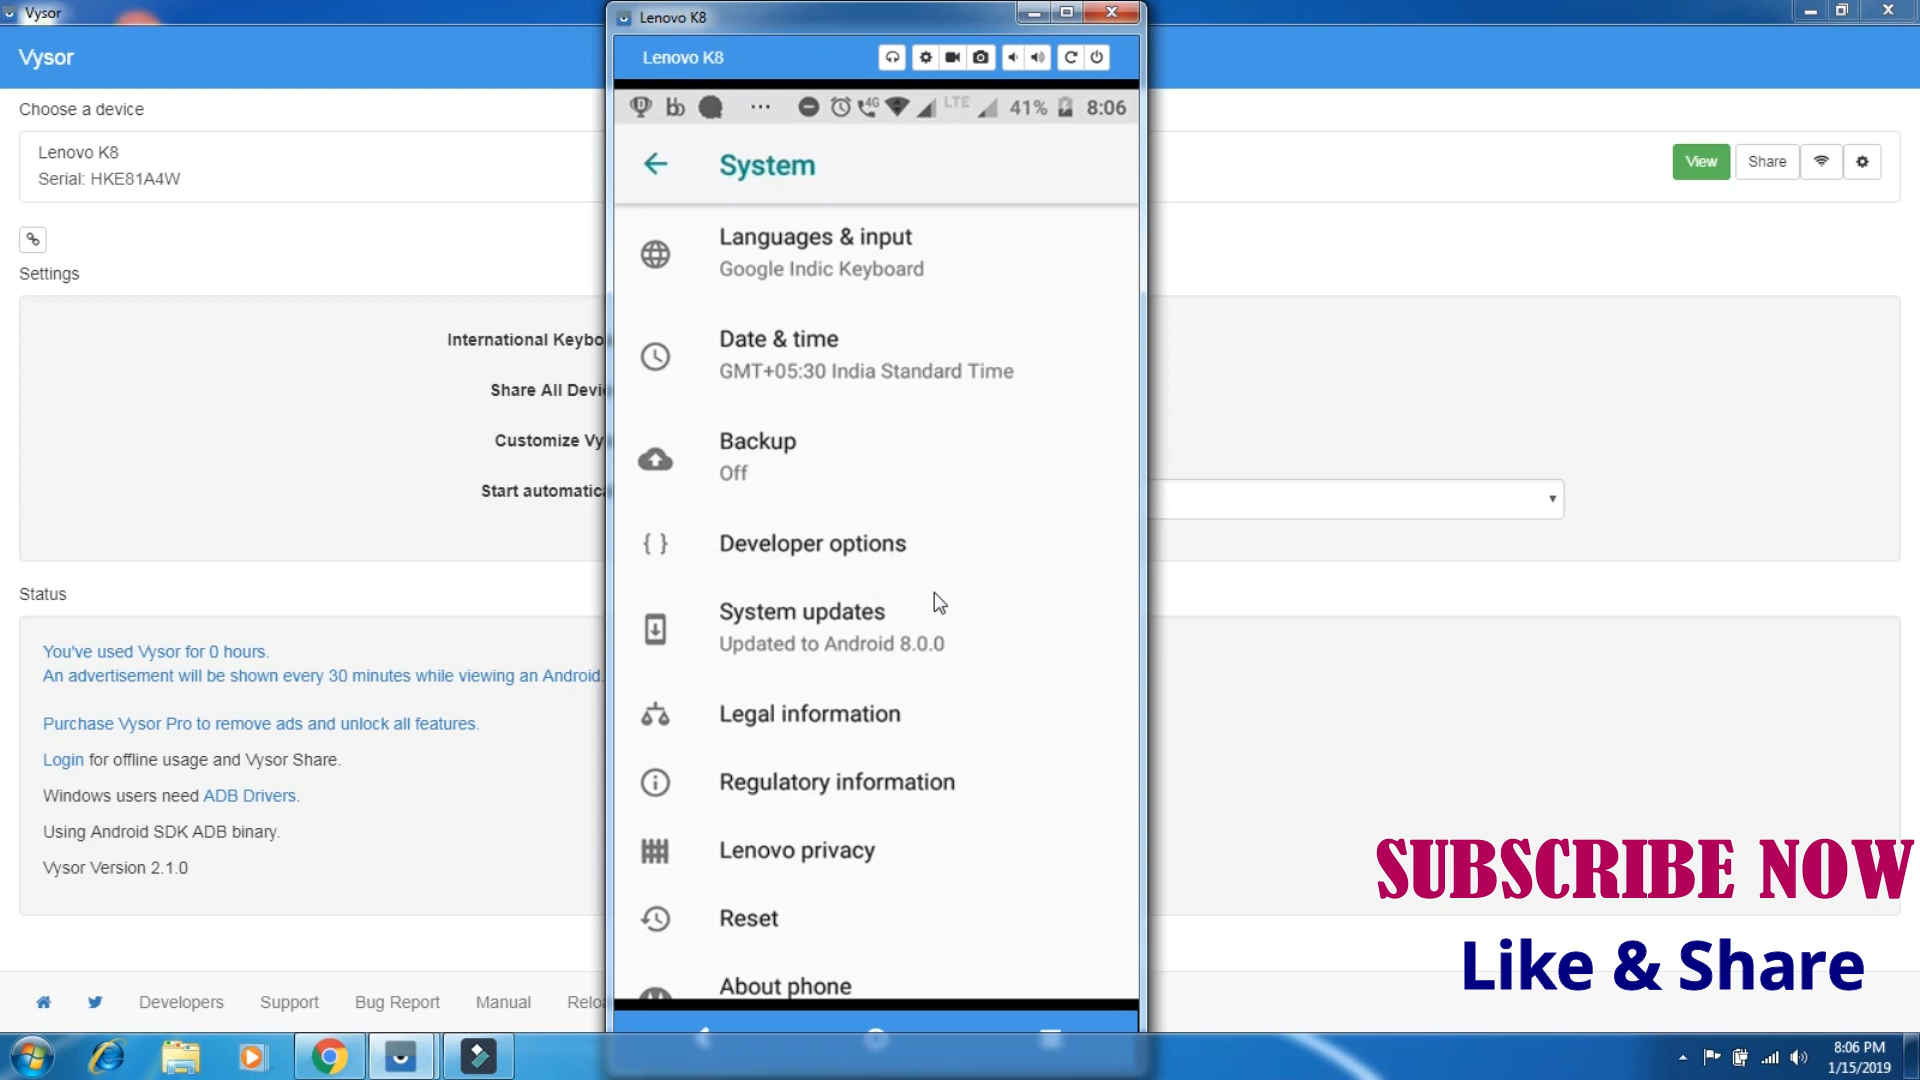 Vysor
Vysor
Choose a device
Lenovo K8
Serial: HKE81A4W
View
Share
Settings
International Keybo
Share All Devi
Customize Vy
Start automatic
Status
You've used Vysor for 0 hours.
An advertisement will be shown every 30 minutes while viewing an Android.
Purchase Vysor Pro to remove ads and unlock all features.
Login for offline usage and Vysor Share.
Windows users need ADB Drivers.
Using Android SDK ADB binary.
Vysor Version 2.1.0
Developers
Support
Bug Report
Manual
Relo
Lenovo K8
Lenovo K8
4G
LTE
41%
8:06
System
Languages & input
Google Indic Keyboard
Date & time
GMT+05:30 India Standard Time
Backup
Off
Developer options
System updates
Updated to Android 8.0.0
Legal information
Regulatory information
Lenovo privacy
Reset
About phone
SUBSCRIBE NOW
Like & Share
8:06 PM
1/15/2019